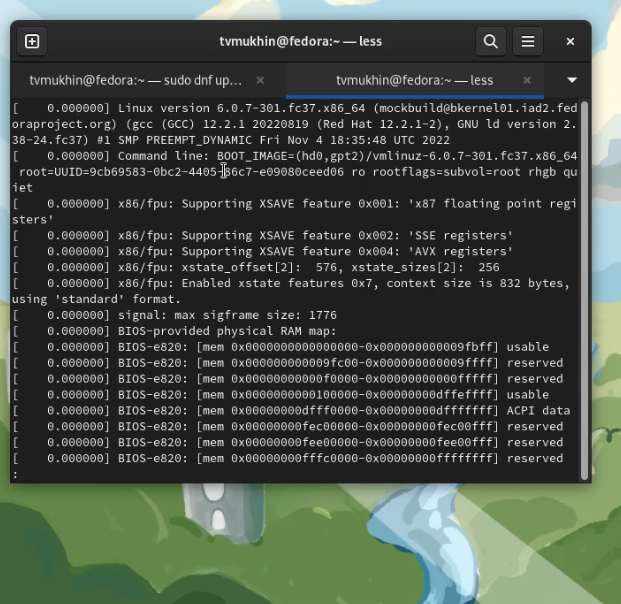 tvmukhin@fedora:~ — less
tvmukhin@fedora:~ — sudo dnf up...
tvmukhin@fedora:~ — less
[    0.000000] Linux version 6.0.7-301.fc37.x86_64 (mockbuild@bkernel01.iad2.fed
oraproject.org) (gcc (GCC) 12.2.1 20220819 (Red Hat 12.2.1-2), GNU ld version 2.
38-24.fc37) #1 SMP PREEMPT_DYNAMIC Fri Nov 4 18:35:48 UTC 2022
[    0.000000] Command line: BOOT_IMAGE=(hd0,gpt2)/vmlinuz-6.0.7-301.fc37.x86_64
 root=UUID=9cb69583-0bc2-4405-86c7-e09080ceed06 ro rootflags=subvol=root rhgb qu
iet
[    0.000000] x86/fpu: Supporting XSAVE feature 0x001: 'x87 floating point regi
sters'
[    0.000000] x86/fpu: Supporting XSAVE feature 0x002: 'SSE registers'
[    0.000000] x86/fpu: Supporting XSAVE feature 0x004: 'AVX registers'
[    0.000000] x86/fpu: xstate_offset[2]:  576, xstate_sizes[2]:  256
[    0.000000] x86/fpu: Enabled xstate features 0x7, context size is 832 bytes,
using 'standard' format.
[    0.000000] signal: max sigframe size: 1776
[    0.000000] BIOS-provided physical RAM map:
[    0.000000] BIOS-e820: [mem 0x0000000000000000-0x000000000009fbff] usable
[    0.000000] BIOS-e820: [mem 0x000000000009fc00-0x000000000009ffff] reserved
[    0.000000] BIOS-e820: [mem 0x00000000000f0000-0x00000000000fffff] reserved
[    0.000000] BIOS-e820: [mem 0x0000000000100000-0x00000000dffeffff] usable
[    0.000000] BIOS-e820: [mem 0x00000000dfff0000-0x00000000dfffffff] ACPI data
[    0.000000] BIOS-e820: [mem 0x00000000fec00000-0x00000000fec00fff] reserved
[    0.000000] BIOS-e820: [mem 0x00000000fee00000-0x00000000fee00fff] reserved
[    0.000000] BIOS-e820: [mem 0x00000000fffc0000-0x00000000ffffffff] reserved
: